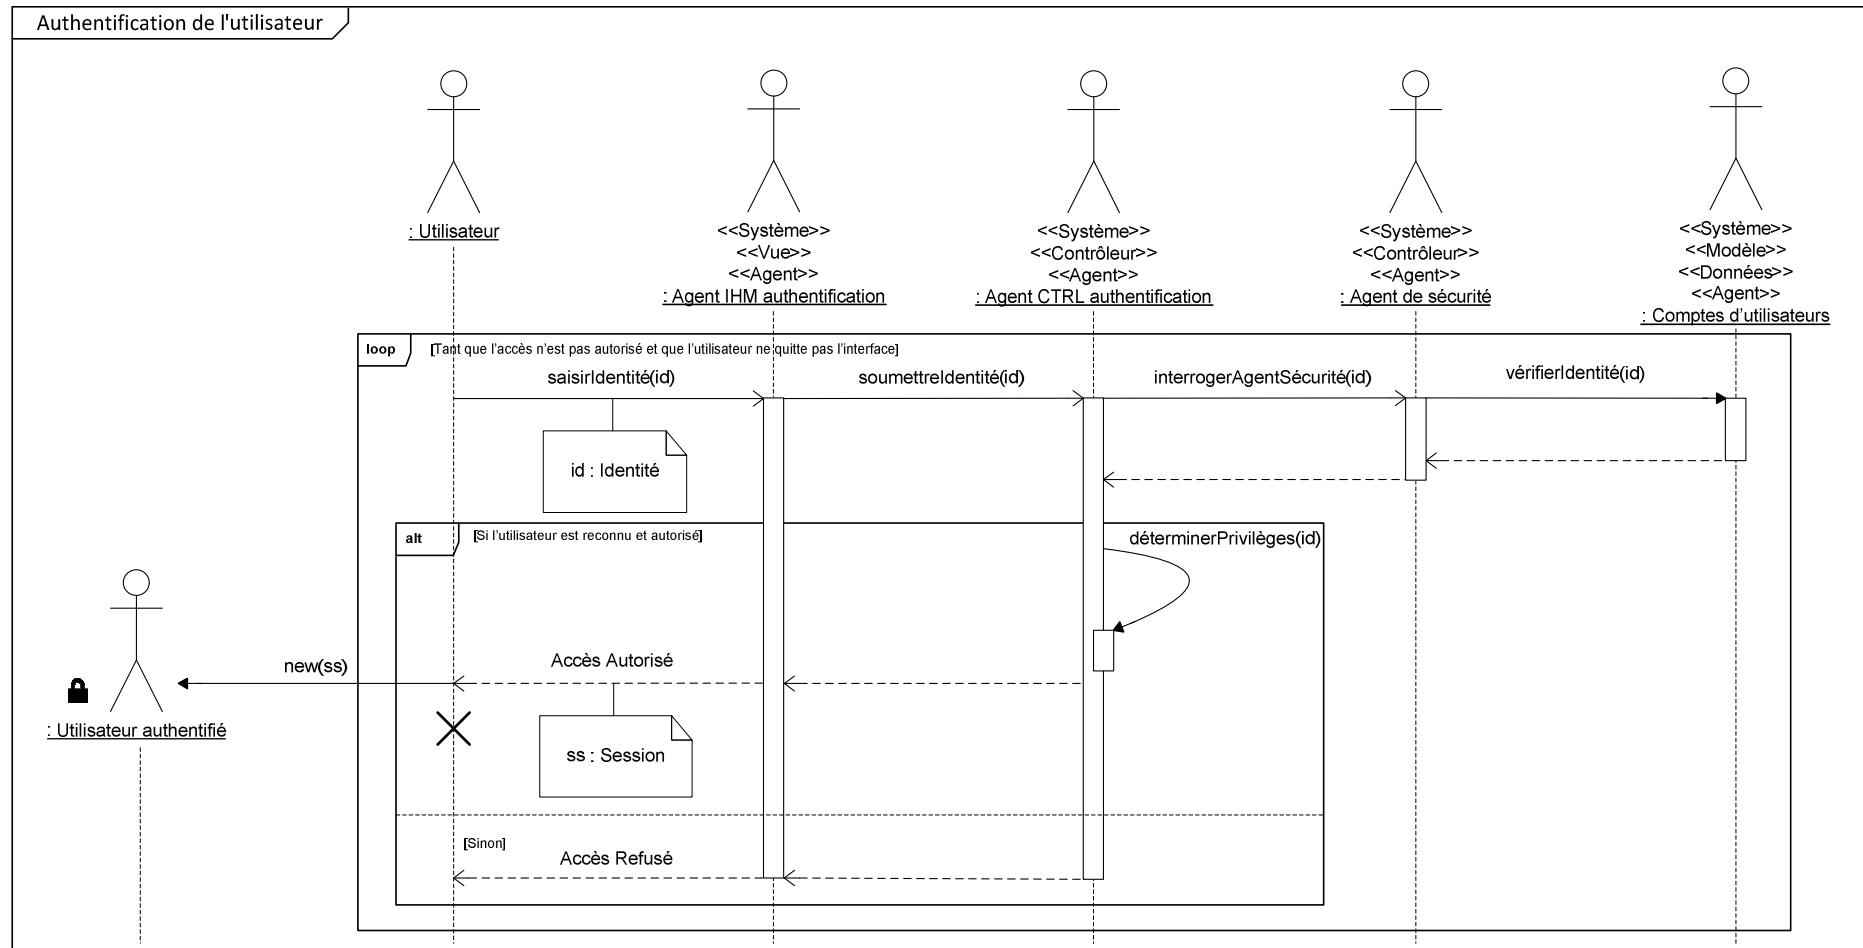 Authentification de l'utilisateur
: Utilisateur
<<Système>>
<<Vue>>
<<Agent>>
: Agent IHM authentification
<<Système>>
<<Contrôleur>>
<<Agent>>
: Agent CTRL authentification
<<Système>>
<<Contrôleur>>
<<Agent>>
: Agent de sécurité
<<Système>>
<<Modèle>>
<<Données>>
<<Agent>>
: Comptes d’utilisateurs
loop
[Tant que l’accès n’est pas autorisé et que l’utilisateur ne quitte pas l’interface]
saisirIdentité(id)
soumettreIdentité(id)
interrogerAgentSécurité(id)
vérifierIdentité(id)
id : Identité
alt
[Si l’utilisateur est reconnu et autorisé]
déterminerPrivilèges(id)
new(ss)
Accès Autorisé
: Utilisateur authentifié
ss : Session
[Sinon]
Accès Refusé